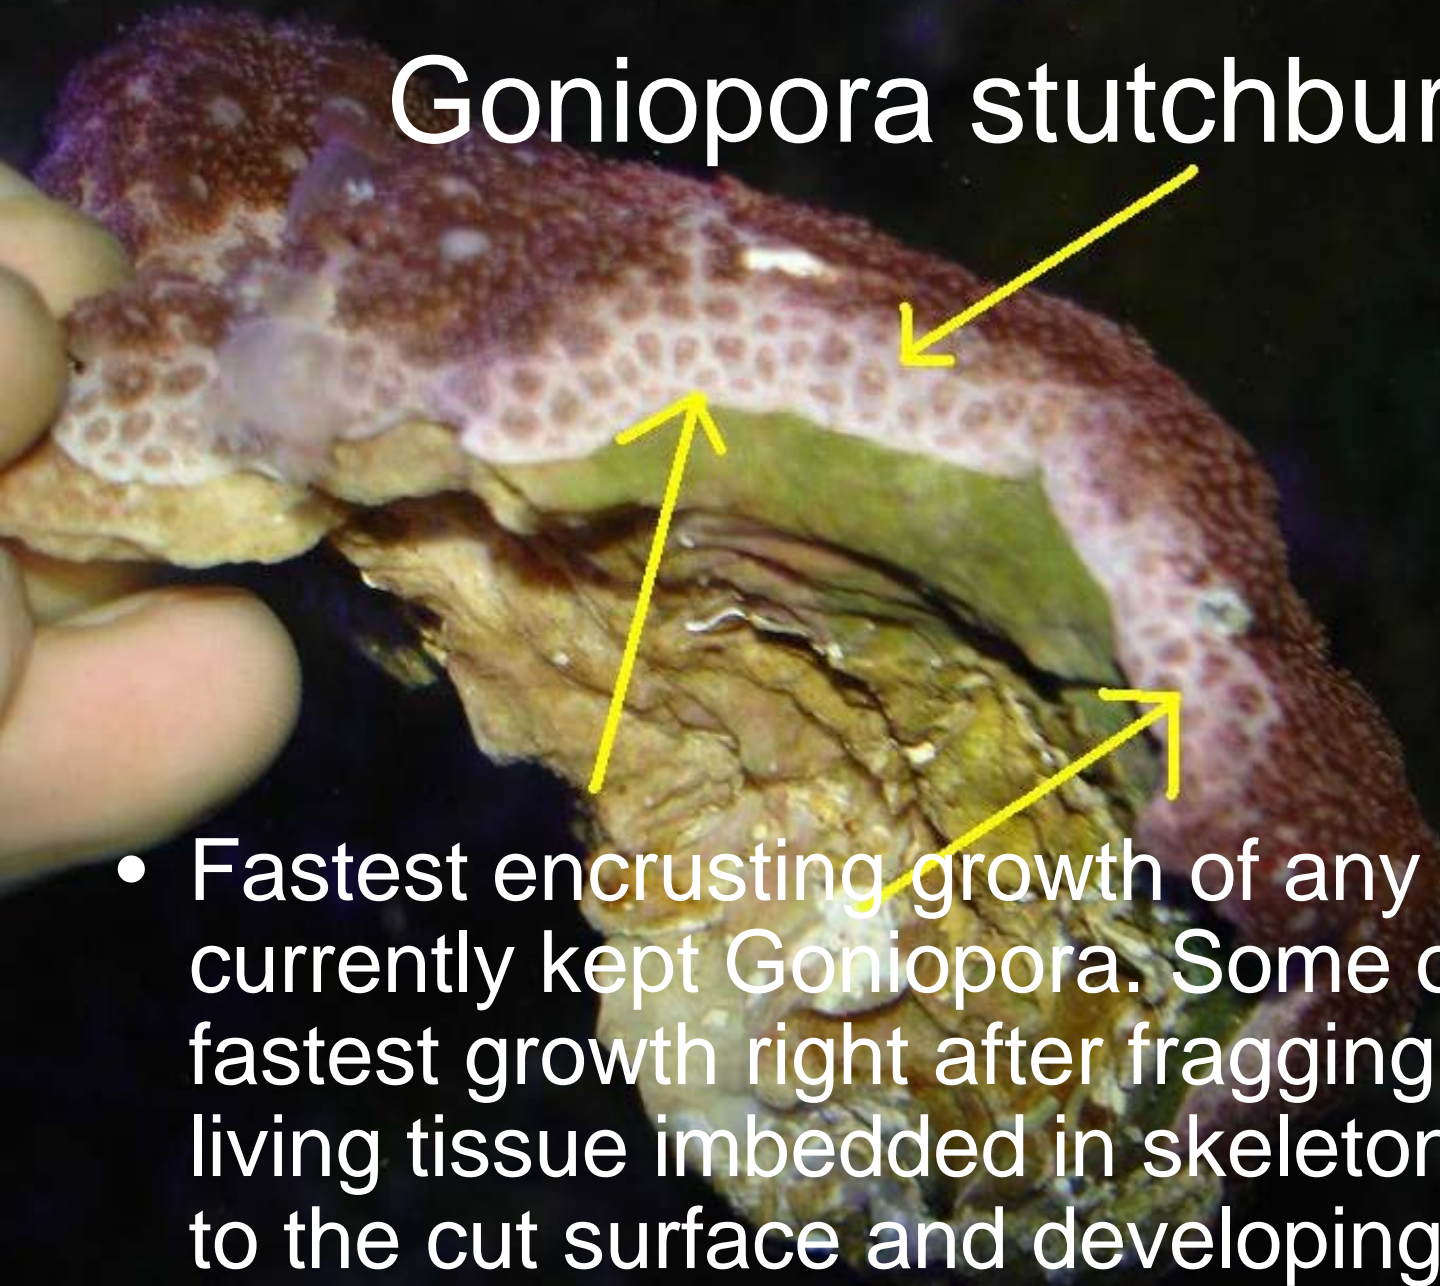 Goniopora stutchbur
• Fastest encrusting growth of any
currently kept Goniopora. Some
fastest growth right after fragging
living tissue imbedded in skeleton
to the cut surface and developing